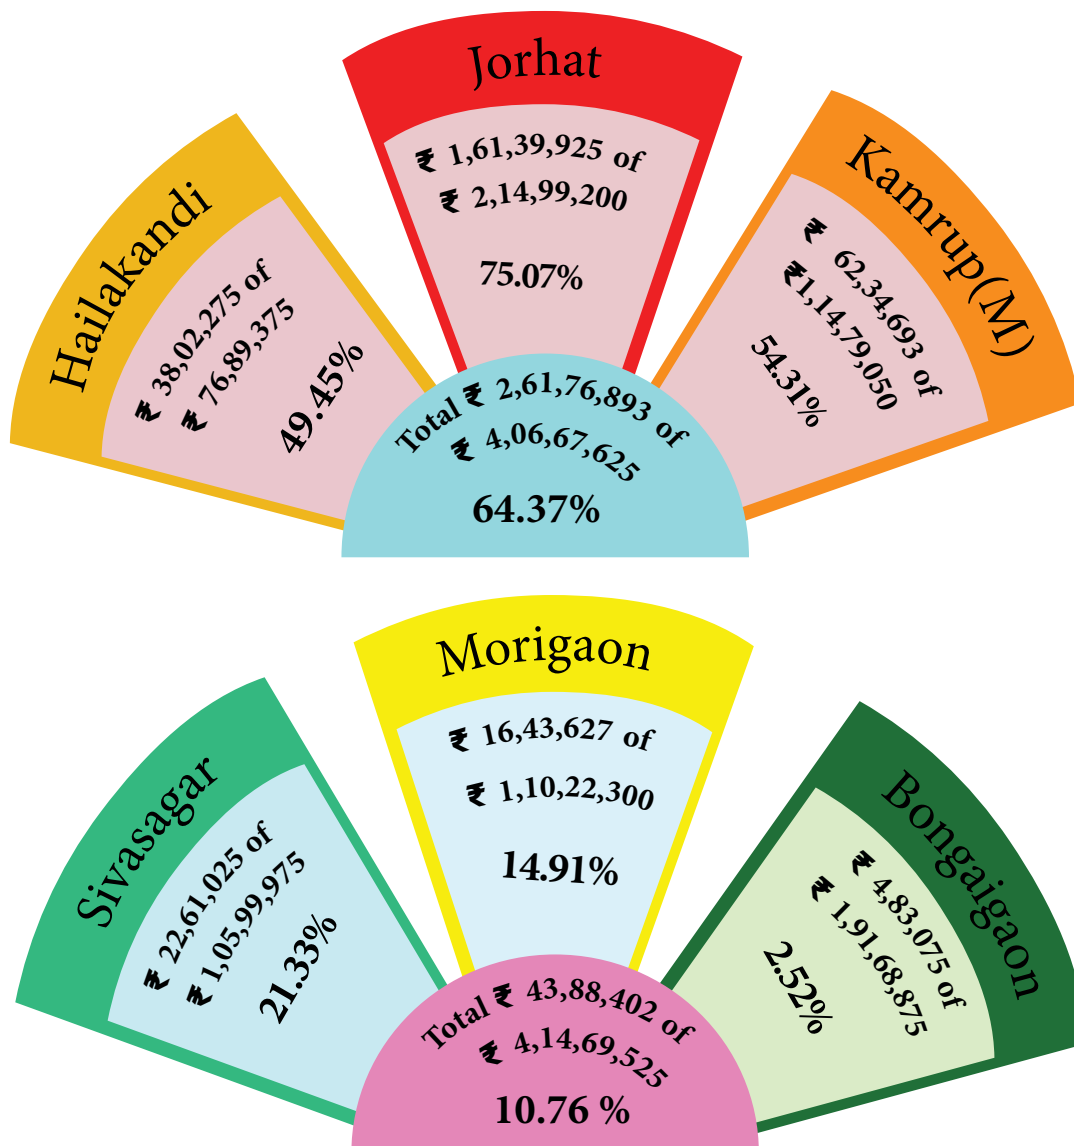 Jorhat
₹ 1,61,39,925 of
₹ 2,14,99,200
75.07%
Hailakandi
₹ 38,02,275 of
₹ 76,89,375
49.45%
Kamrup(M)
₹ 62,34,693 of
₹1,14,79,050
54.31%
Total ₹ 2,61,76,893 of
₹ 4,06,67,625
64.37%
Morigaon
₹ 16,43,627 of
₹ 1,10,22,300
14.91%
Sivasagar
₹ 22,61,025 of
₹ 1,05,99,975
21.33%
Bongaigaon
₹ 4,83,075 of
₹ 1,91,68,875
2.52%
Total ₹ 43,88,402 of
₹ 4,14,69,525
10.76 %